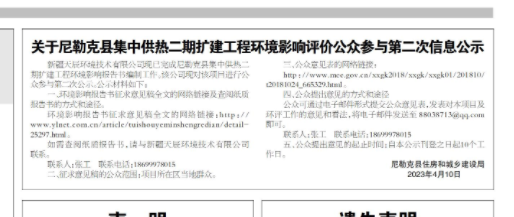 关于尼勒克县集中供热二期扩建工程环境影响评价公众参与第二次信息公示
新疆天辰环境技术有限公司现已完成尼勒克县集中供热二
期扩建工程环境影响报告书编制工作,该公司现对该项目进行公
众参与第二次公示,公示材料如下:
一、环境影响报告书征求意见稿全文的网络链接及查阅纸质
报告书的方式和途径
环境影响报告书征求意见稿全文的网络链接:http://
www.ylnet.com.cn/article/tuishouyeminshengredian/detail-
25297.html.
如需查阅纸质报告书,请与新疆天辰环境技术有限公司
联系。
联系人:张工 联系电话:18699978015
二、征求意见稿的公众范围:项目所在区当地群众。
三、公众意见表的网络链接:
http://www.mee.gov.cn/xxgk2018/xxgk/xxgk01/201810/
t20181024_665329.html.
四、公众提出意见的方式和途径
公众可通过电子邮件形式提交公众意见表,发表对本项目及
环评工作的意见和看法,将电子邮件发送至 88038713@qq.com
即可。
联系人:张工 联系电话:18699978015
五、公众提出意见的起止时间:自本公示刊登之日起10个工
作日。
尼勒克县住房和城乡建设局
2023年4月10日